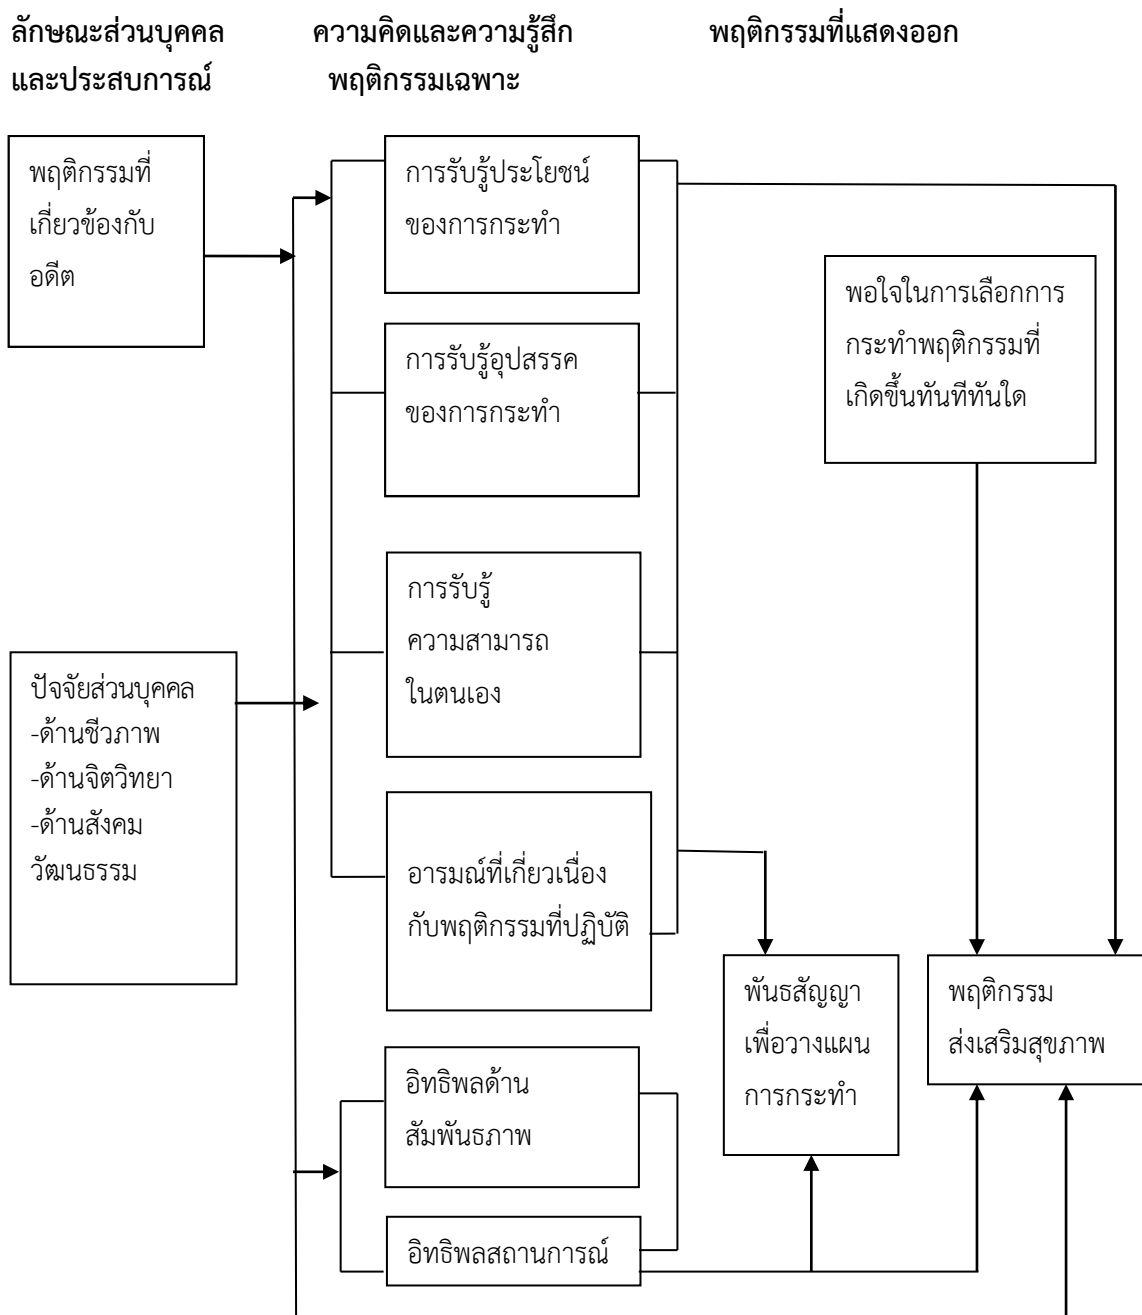 ลักษณะส่วนบุคคล
และประสบการณ์
ความคิดและความรู้สึก
พฤติกรรมเฉพาะ
พฤติกรรมที่แสดงออก
พฤติกรรมที่
เกี่ยวข้องกับ
อดีต
การรับรู้ประโยชน์
ของการกระทำ
พอใจในการเลือกการ
กระทำพฤติกรรมที่
เกิดขึ้นทันทีทันใด
การรับรู้อุปสรรค
ของการกระทำ
การรับรู้
ความสามารถ
ในตนเอง
ปัจจัยส่วนบุคคล
-ด้านชีวภาพ
-ด้านจิตวิทยา
-ด้านสังคม
วัฒนธรรม
อารมณ์ที่เกี่ยวเนื่อง
กับพฤติกรรมที่ปฏิบัติ
พันธสัญญา
เพื่อวางแผน
การกระทำ
พฤติกรรม
ส่งเสริมสุขภาพ
อิทธิพลด้าน
สัมพันธภาพ
อิทธิพลสถานการณ์